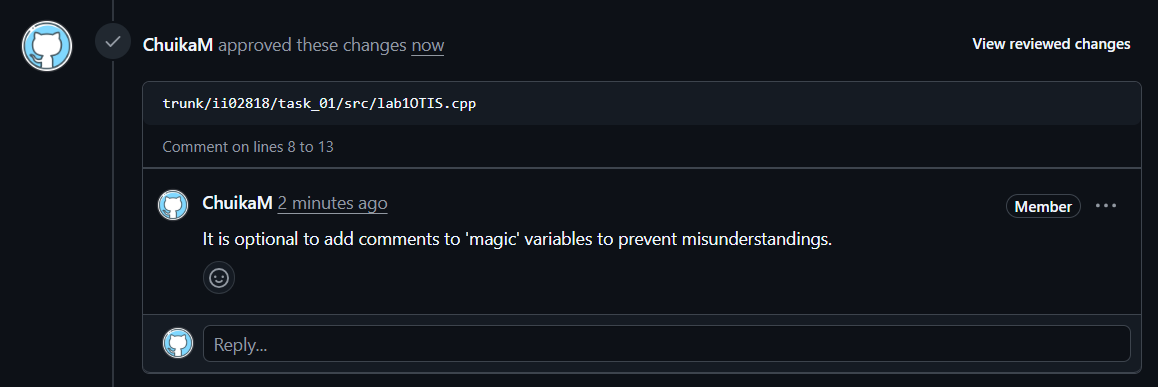 ChuikaM approved these changes now
View reviewed changes
trunk/ii02818/task_01/src/lab1OTIS.cpp
Comment on lines 8 to 13
ChuikaM 2 minutes ago
Member
It is optional to add comments to 'magic' variables to prevent misunderstandings.
Reply...